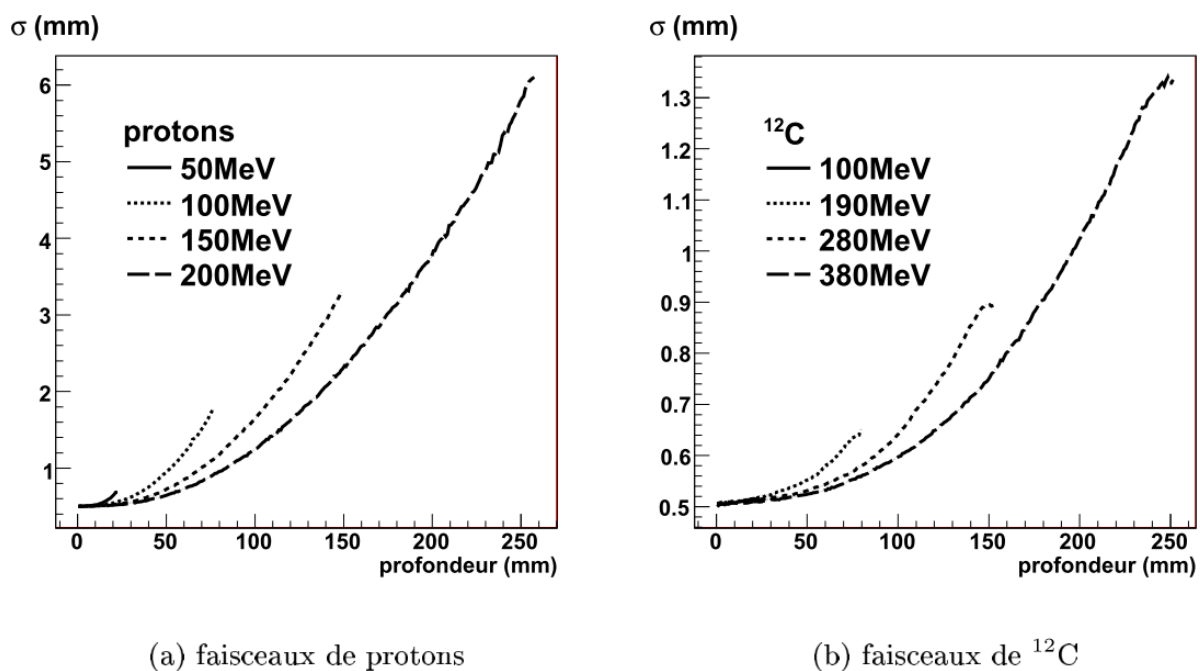 σ (mm)
6
5
4
3
2
1
protons
50MeV
100MeV
150MeV
200MeV
0 50 100 150 200 250
profondeur (mm)
(a) faisceaux de protons
σ (mm)
1.3
1.2
1.1
1
0.9
0.8
0.7
0.6
0.5
¹²C
100MeV
190MeV
280MeV
380MeV
0 50 100 150 200 250
profondeur (mm)
(b) faisceaux de ¹²C